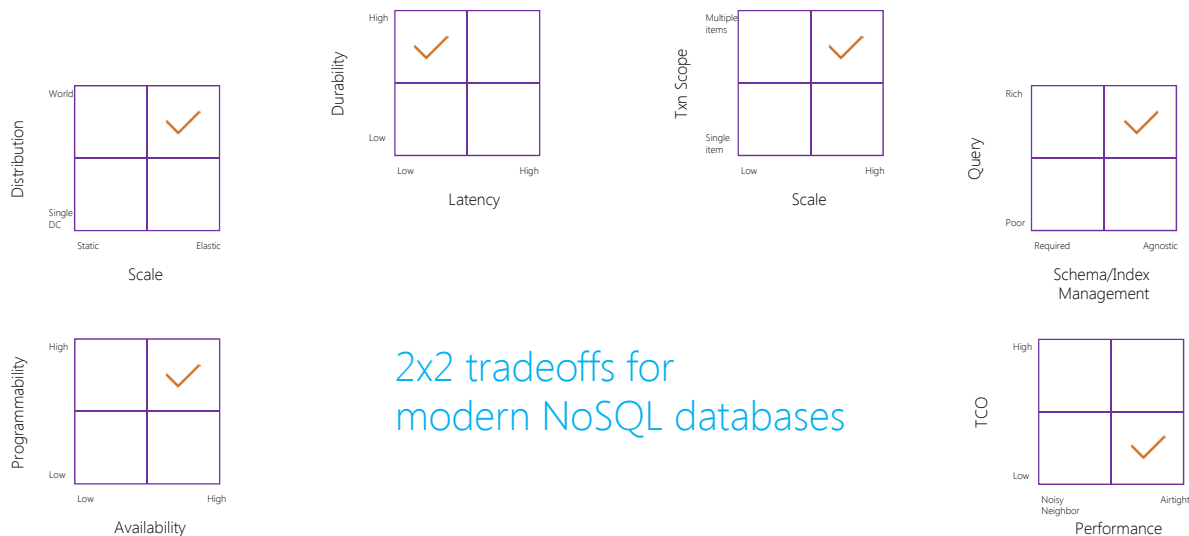 High
Durability
Low
Low
High
Latency
Multiple
items
Txn Scope
Single
item
Low
High
Scale
World
Distribution
Single
DC
Static
Elastic
Scale
Rich
Query
Poor
Required
Agnostic
Schema/Index
Management
High
Programmability
Low
Low
High
Availability
2x2 tradeoffs for
modern NoSQL databases
High
TCO
Low
Noisy
Neighbor
Airtight
Performance